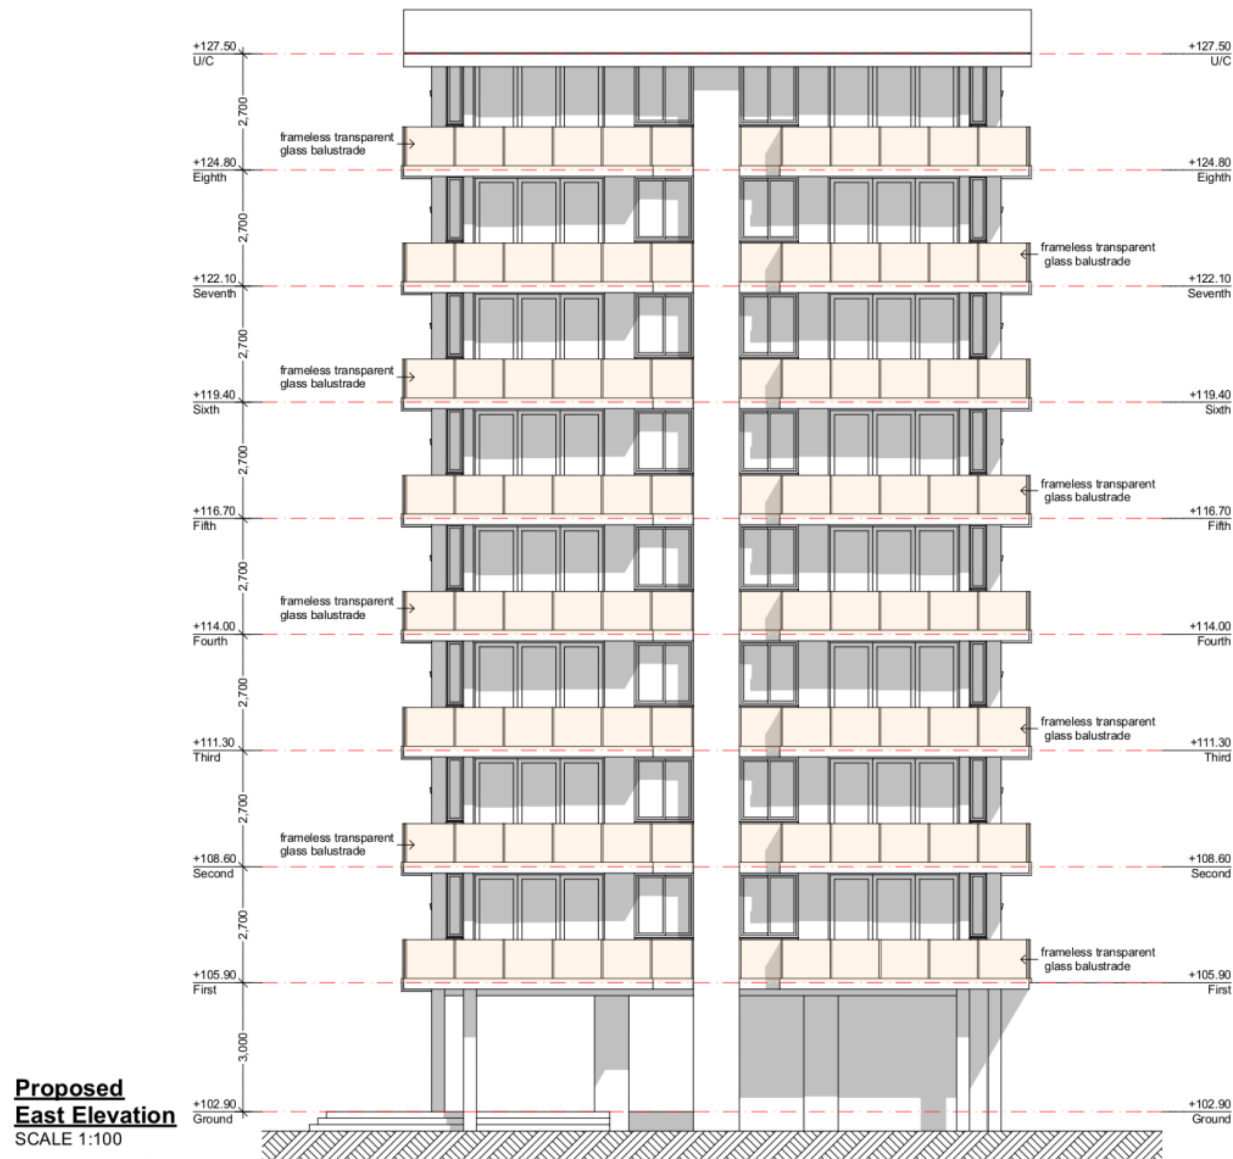 +127.50
U/C
+127.50
U/C
2,700
frameless transparent
glass balustrade
+124.80
Eighth
+124.80
Eighth
2,700
frameless transparent
glass balustrade
+122.10
Seventh
+122.10
Seventh
2,700
frameless transparent
glass balustrade
+119.40
Sixth
+119.40
Sixth
2,700
frameless transparent
glass balustrade
+116.70
Fifth
+116.70
Fifth
2,700
frameless transparent
glass balustrade
+114.00
Fourth
+114.00
Fourth
2,700
frameless transparent
glass balustrade
+111.30
Third
+111.30
Third
2,700
frameless transparent
glass balustrade
+108.60
Second
+108.60
Second
2,700
frameless transparent
glass balustrade
+105.90
First
+105.90
First
3,000
+102.90
Ground
+102.90
Ground
Proposed
East Elevation
SCALE 1:100